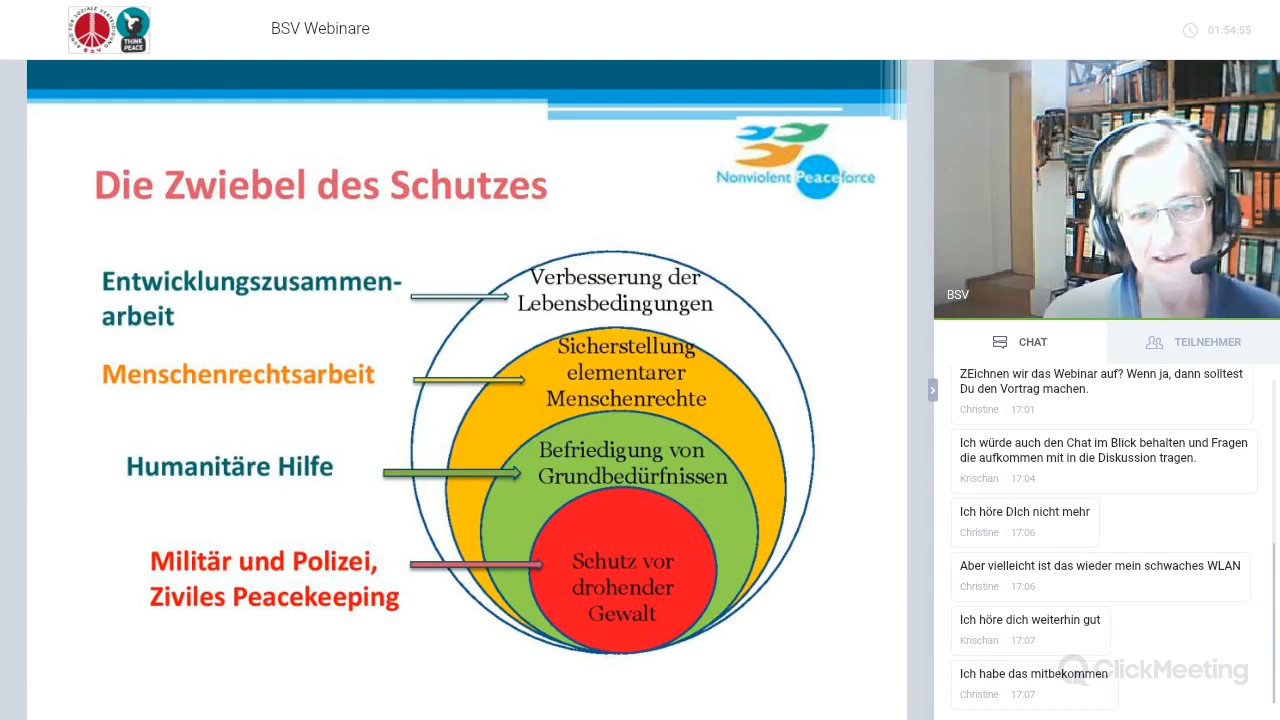 BUND FÜR SOZIALE VERTEIDIGUNG
BSV
THINK
PEACE
BSV Webinare
01:54:55
Nonviolent Peaceforce
Die Zwiebel des Schutzes
Entwicklungszusammen-
arbeit
Menschenrechtsarbeit
Humanitäre Hilfe
Militär und Polizei,
Ziviles Peacekeeping
Verbesserung der
Lebensbedingungen
Sicherstellung
elementarer
Menschenrechte
Befriedigung von
Grundbedürfnissen
Schutz vor
drohender
Gewalt
BSV
CHAT
TEILNEHMER
ZEichnen wir das Webinar auf? Wenn ja, dann solltest
Du den Vortrag machen.
Christine · 17:01
Ich würde auch den Chat im Blick behalten und Fragen
die aufkommen mit in die Diskussion tragen.
Krischan · 17:04
Ich höre DIch nicht mehr
Christine · 17:06
Aber vielleicht ist das wieder mein schwaches WLAN
Christine · 17:06
Ich höre dich weiterhin gut
Krischan · 17:07
Ich habe das mitbekommen
Christine · 17:07
ClickMeeting